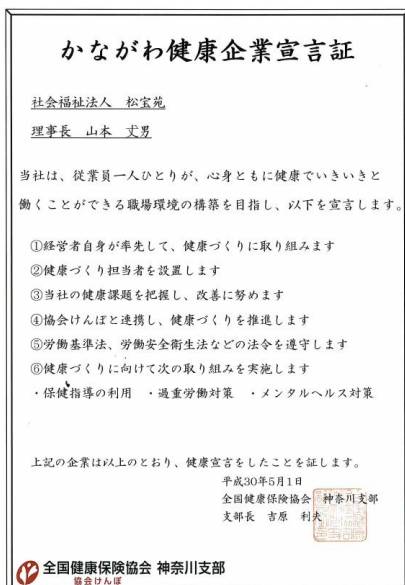 かながわ健康企業宣言証
社会福祉法人 松宝苑
理事長 山本 丈男
当社は、従業員一人ひとりが、心身ともに健康でいきいきと
働くことができる職場環境の構築を目指し、以下を宣言します。
①経営者自身が率先して、健康づくりに取り組みます
②健康づくり担当者を設置します
③当社の健康課題を把握し、改善に努めます
④協会けんぽと連携し、健康づくりを推進します
⑤労働基準法、労働安全衛生法などの法令を遵守します
⑥健康づくりに向けて次の取り組みを実施します
・保健指導の利用 ・過重労働対策 ・メンタルヘルス対策
上記の企業は以上のとおり、健康宣言をしたことを証します。
平成30年5月1日
全国健康保険協会 神奈川支部
支部長 吉原 利夫
全国健康保険協会 神奈川支部
協会けんぽ